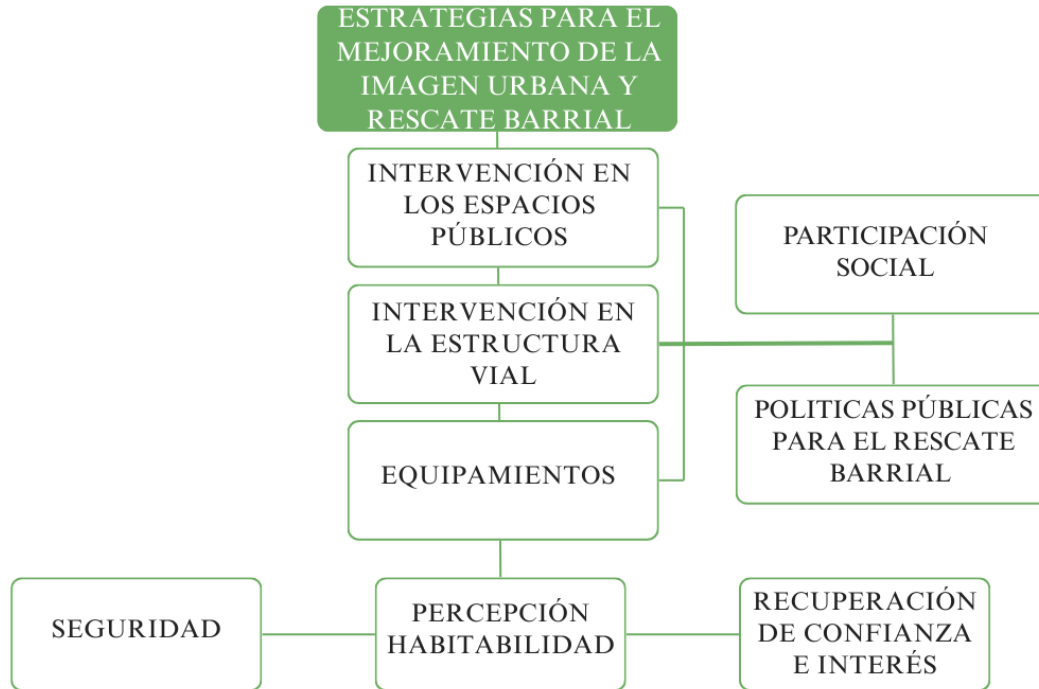 ESTRATEGIAS PARA EL
MEJORAMIENTO DE LA
IMAGEN URBANA Y
RESCATE BARRIAL
INTERVENCIÓN EN
LOS ESPACIOS
PÚBLICOS
PARTICIPACIÓN
SOCIAL
INTERVENCIÓN EN
LA ESTRUCTURA
VIAL
POLITICAS PÚBLICAS
PARA EL RESCATE
BARRIAL
EQUIPAMIENTOS
SEGURIDAD
PERCEPCIÓN
HABITABILIDAD
RECUPERACIÓN
DE CONFIANZA
E INTERÉS